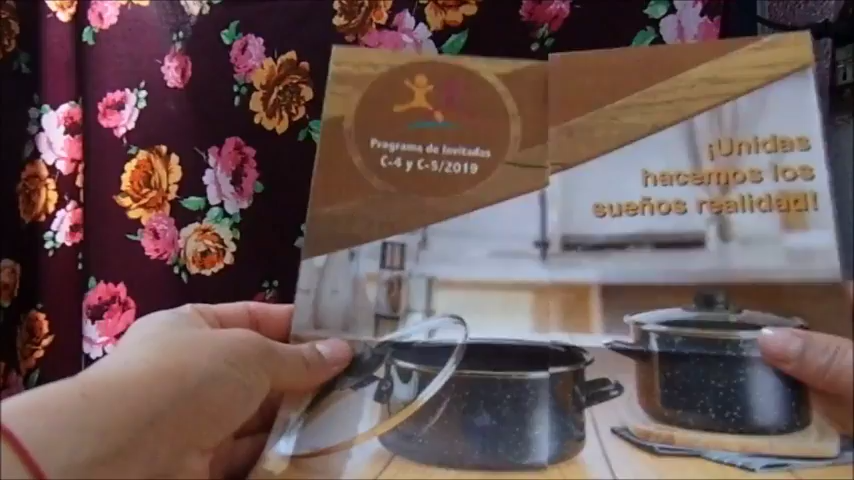 Programa de Invitadas
C-4 y C-5/2019
¡Unidas
hacemos los
sueños realidad!